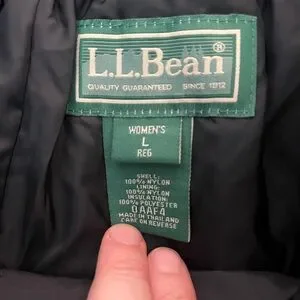 L.L.Bean®
QUALITY GUARANTEED SINCE 1912
WOMEN'S
L
REG
SHELL:
100% NYLON
LINING:
100% NYLON
INSULATION:
100% POLYESTER
0AAF4
MADE IN THAILAND
CARE ON REVERSE